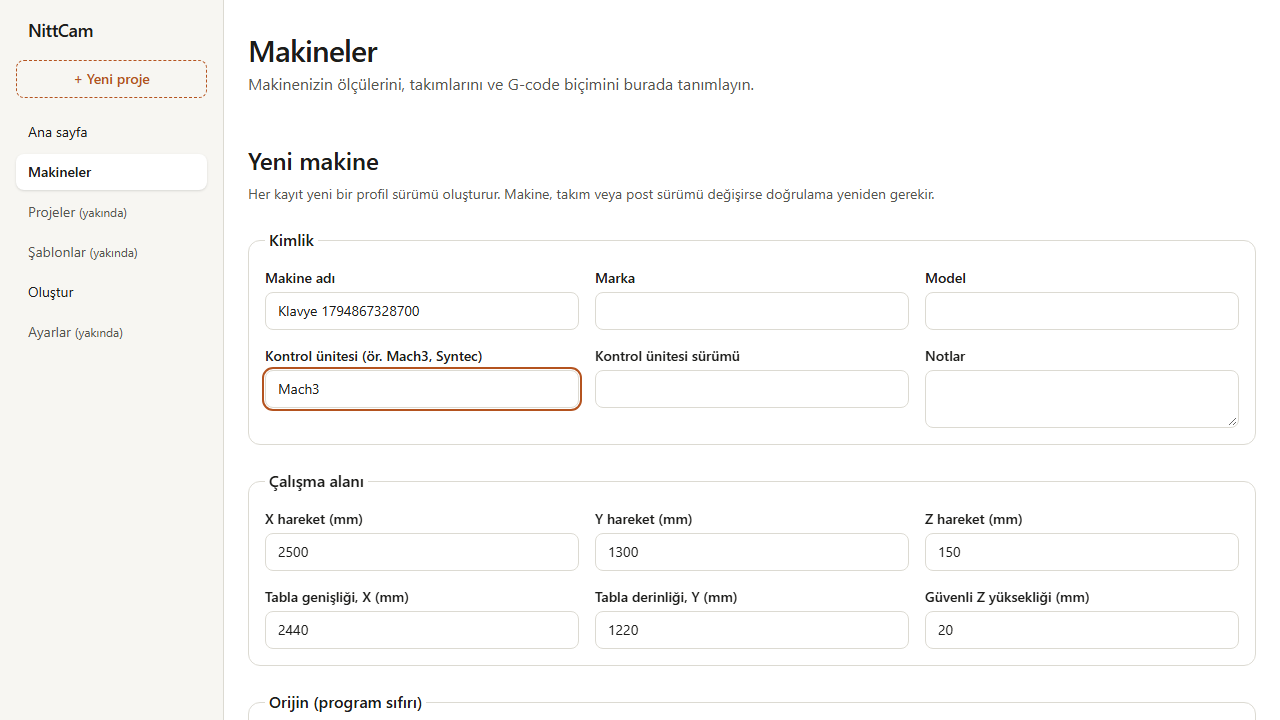 NittCam
+ Yeni proje
Ana sayfa
Makineler
Projeler (yakında)
Şablonlar (yakında)
Oluştur
Ayarlar (yakında)
Makineler
Makinenizin ölçülerini, takımlarını ve G-code biçimini burada tanımlayın.
Yeni makine
Her kayıt yeni bir profil sürümü oluşturur. Makine, takım veya post sürümü değişirse doğrulama yeniden gerekir.
Kimlik
Makine adı Marka Model
Klavye 1794867328700
Kontrol ünitesi (ör. Mach3, Syntec) Kontrol ünitesi sürümü Notlar
Mach3
Çalışma alanı
X hareket (mm) Y hareket (mm) Z hareket (mm)
2500 1300 150
Tabla genişliği, X (mm) Tabla derinliği, Y (mm) Güvenli Z yüksekliği (mm)
2440 1220 20
Orijin (program sıfırı)